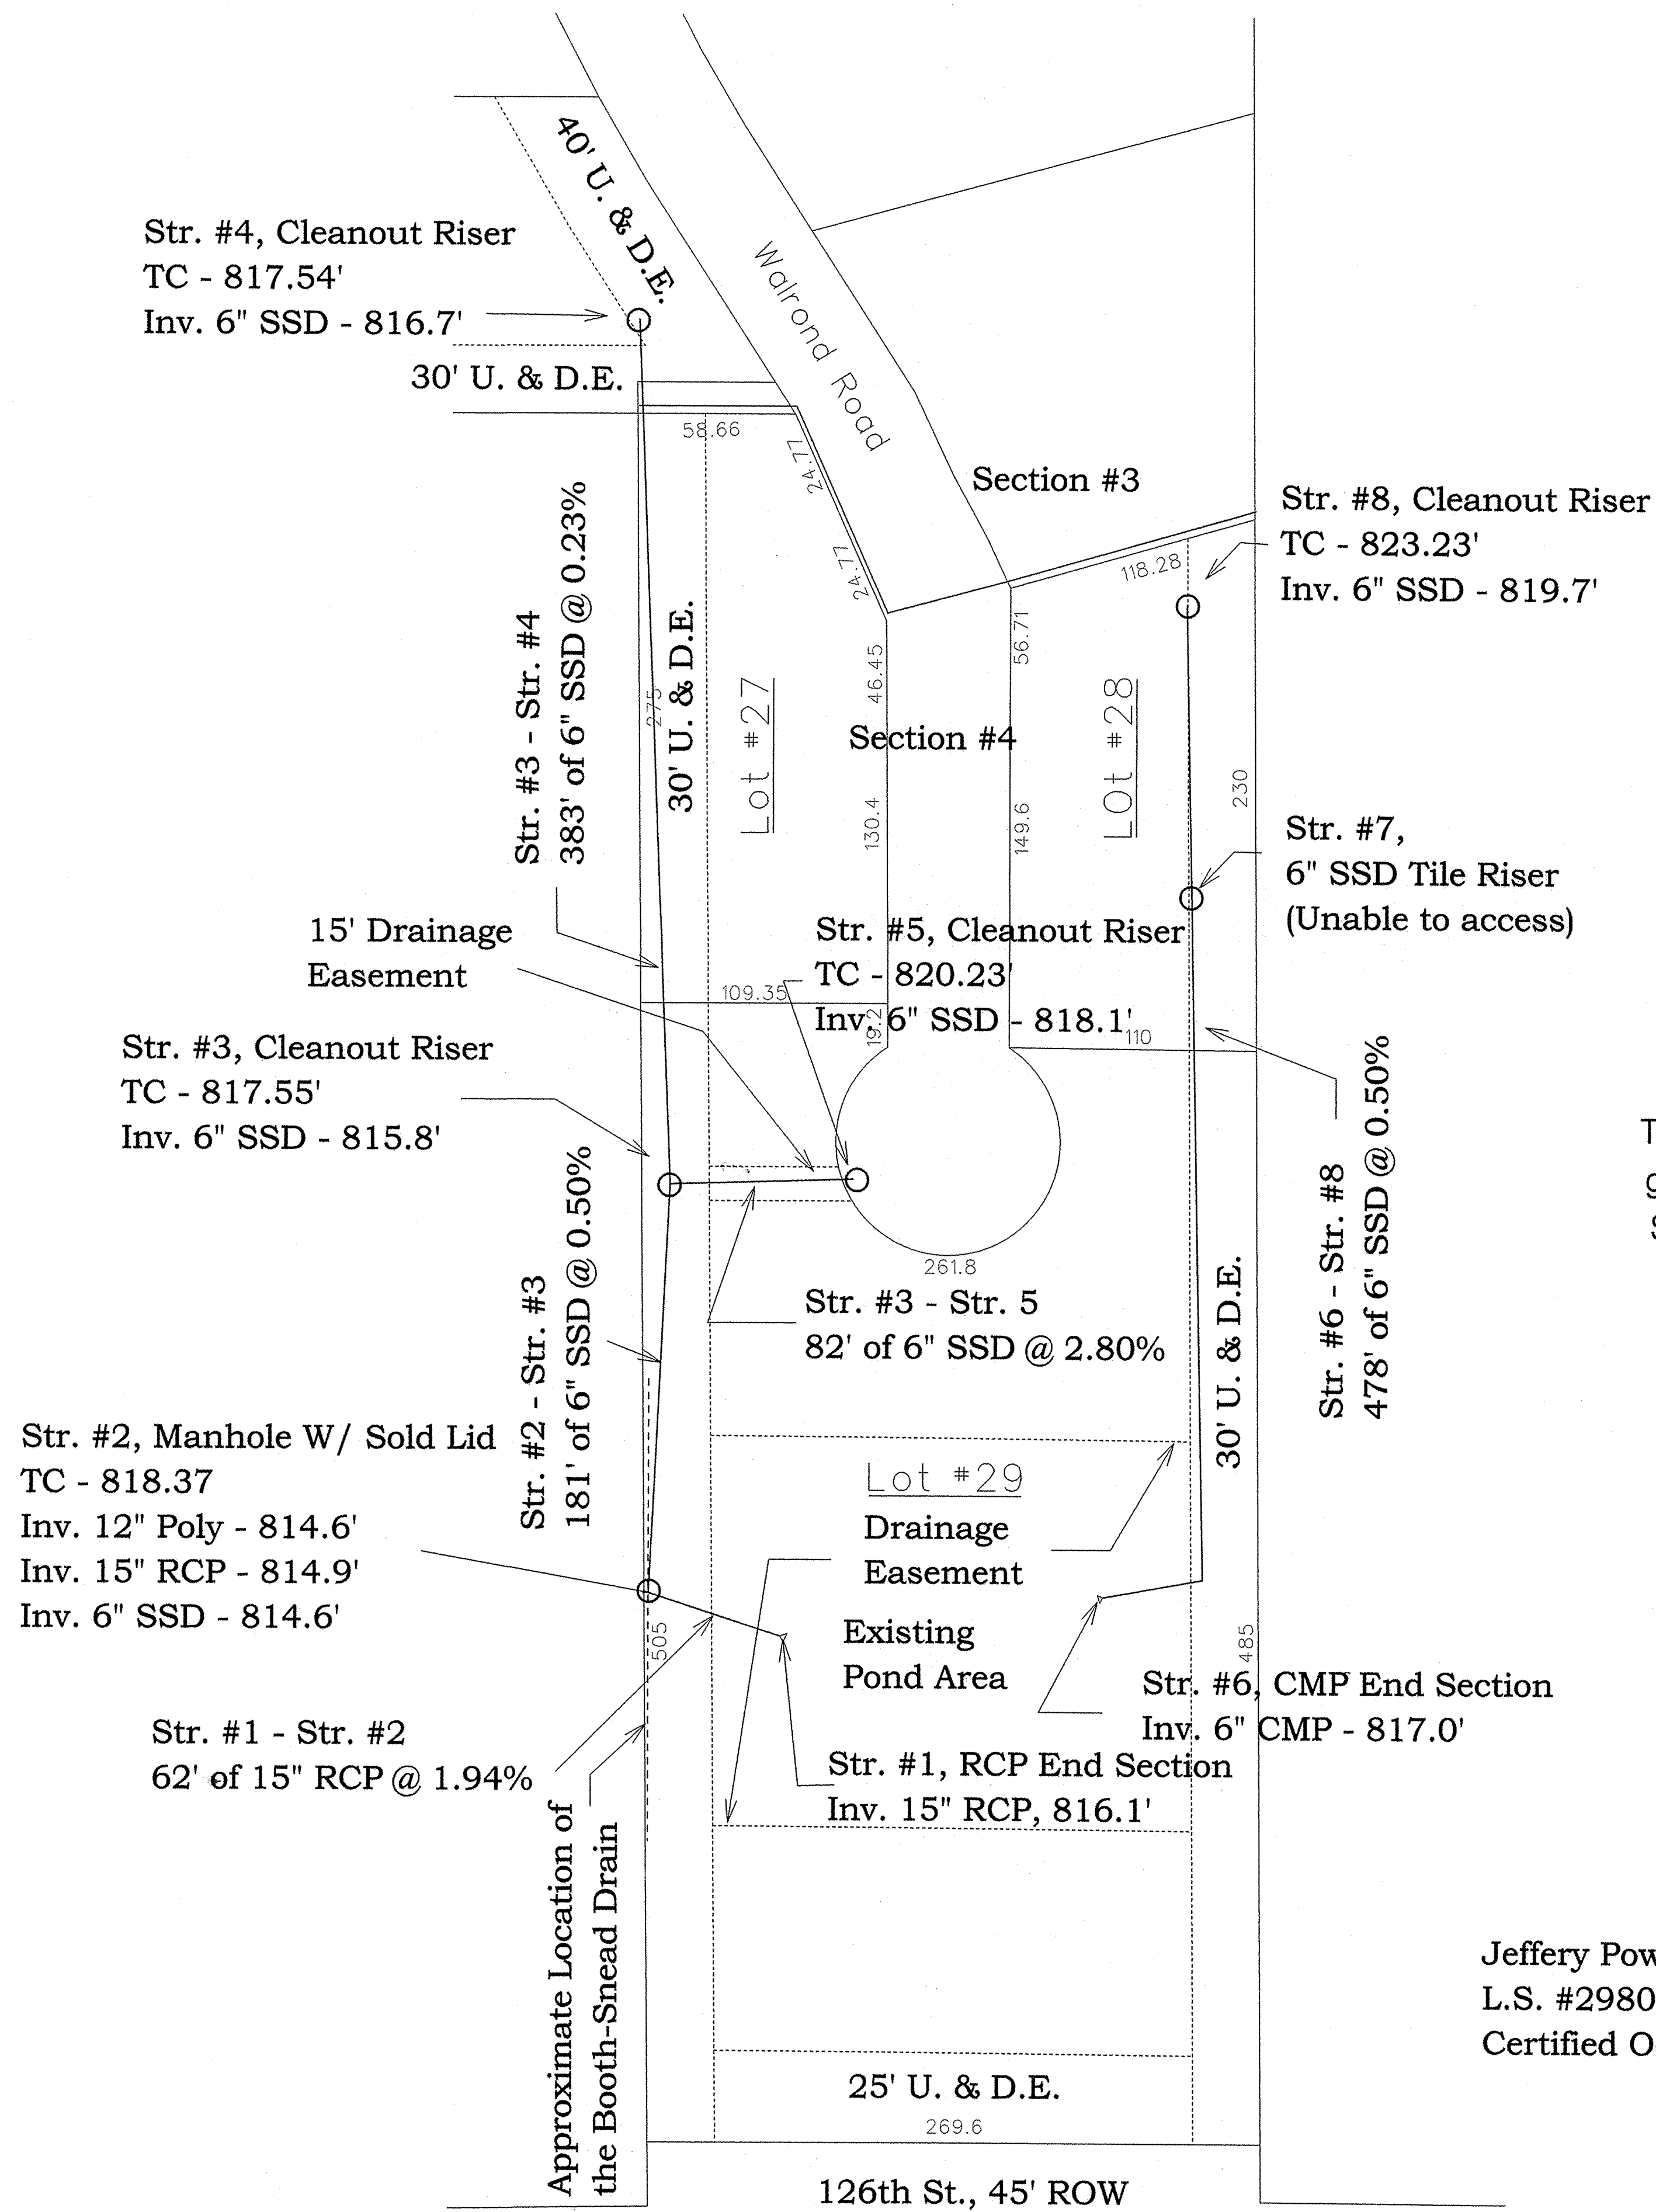 40' U. & D.E.
Str. #4, Cleanout Riser
TC - 817.54'
Inv. 6" SSD - 816.7'
30' U. & D.E.
Walrond Road
58.66
24.77
24.77
Section #3
118.28
Str. #8, Cleanout Riser
TC - 823.23'
Inv. 6" SSD - 819.7'
Str. #3 - Str. #4
383' of 6" SSD @ 0.23%
275
30' U. & D.E.
Lot #27
46.45
56.71
Section #4
LOt #28
130.4
149.6
230
Str. #7,
6" SSD Tile Riser
(Unable to access)
15' Drainage
Easement
Str. #5, Cleanout Riser
TC - 820.23'
Inv. 6" SSD - 818.1'
109.35
19.2
110
Str. #3, Cleanout Riser
TC - 817.55'
Inv. 6" SSD - 815.8'
Str. #6 - Str. #8
478' of 6" SSD @ 0.50%
Str. #2 - Str. #3
181' of 6" SSD @ 0.50%
261.8
Str. #3 - Str. 5
82' of 6" SSD @ 2.80%
30' U. & D.E.
Str. #2, Manhole W/ Sold Lid
TC - 818.37
Inv. 12" Poly - 814.6'
Inv. 15" RCP - 814.9'
Inv. 6" SSD - 814.6'
Lot #29
Drainage
Easement
Existing
Pond Area
505
485
Str. #6, CMP End Section
Inv. 6" CMP - 817.0'
Str. #1 - Str. #2
62' of 15" RCP @ 1.94%
Str. #1, RCP End Section
Inv. 15" RCP, 816.1'
Approximate Location of
the Booth-Snead Drain
Jeffery Pow
L.S. #2980
Certified O
25' U. & D.E.
269.6
126th St., 45' ROW